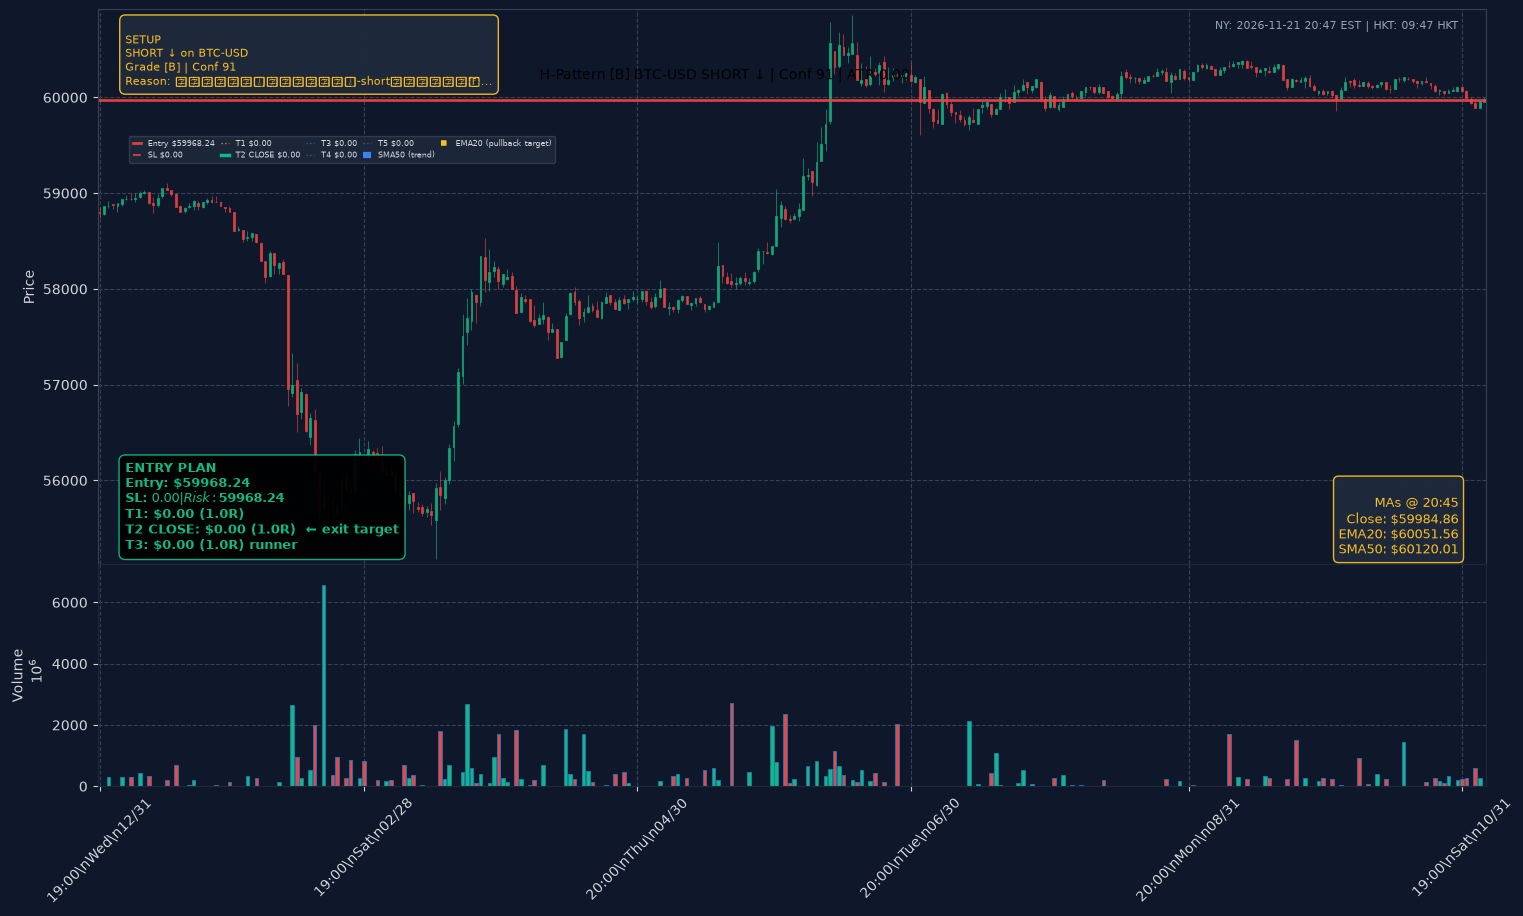 NY: 2026-11-21 20:47 EST | HKT: 09:47 HKT
SETUP
SHORT ↓ on BTC-USD
Grade [B] | Conf 91
Reason:
-short
...
H-Pattern [B] BTC-USD SHORT ↓ | Conf 91 |
Entry $59968.24
SL $0.00
T1 $0.00
T2 CLOSE $0.00
T3 $0.00
T4 $0.00
T5 $0.00
SMA50 (trend)
EMA20 (pullback target)
Price
60000
59000
58000
57000
56000
ENTRY PLAN
Entry: $59968.24
SL: 0.00|Risk:59968.24
T1: $0.00 (1.0R)
T2 CLOSE: $0.00 (1.0R) ← exit target
T3: $0.00 (1.0R) runner
MAs @ 20:45
Close: $59984.86
EMA20: $60051.56
SMA50: $60120.01
Volume
10⁶
6000
4000
2000
0
19:00\nWed\n12/31
19:00\nSat\n02/28
20:00\nThu\n04/30
20:00\nTue\n06/30
20:00\nMon\n08/31
19:00\nSat\n10/31